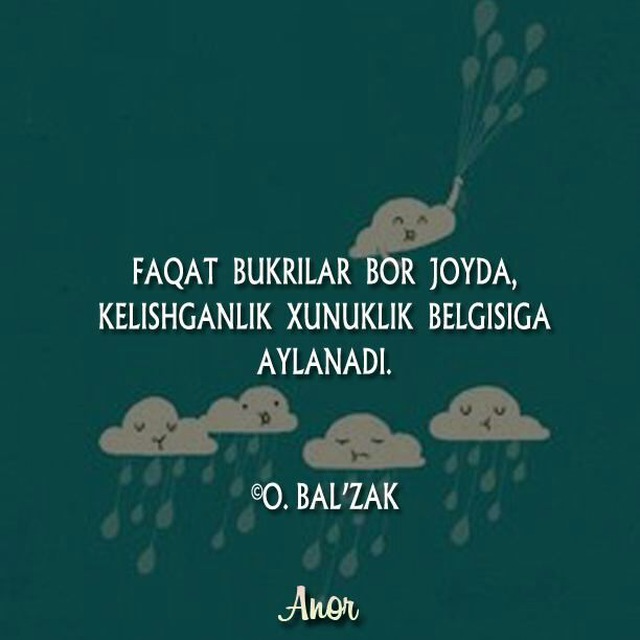 FAQAT BUKRILAR BOR JOYDA,
KELISHGANLIK XUNUKLIK BELGISIGA
AYLANADI.
©O. BAL'ZAK
Anor